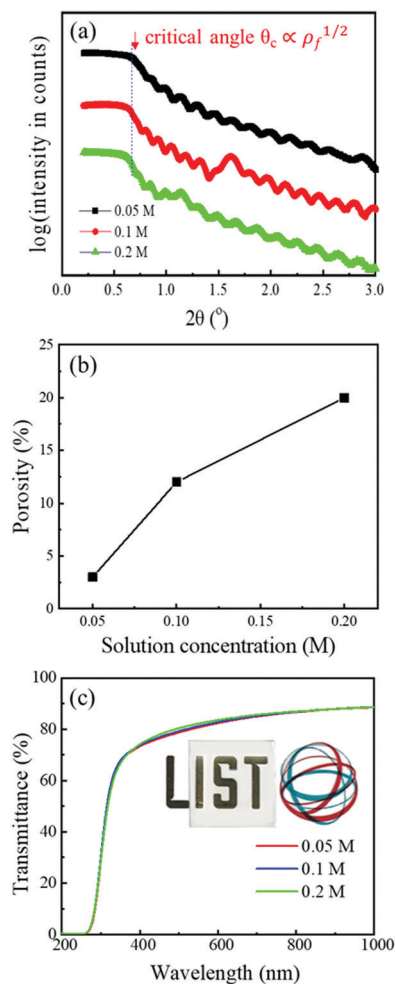 (a)
critical angle θc ∝ ρf^1/2
log(intensity in counts)
0.05 M
0.1 M
0.2 M
0.0 0.5 1.0 1.5 2.0 2.5 3.0
2θ (°)
(b)
25
20
15
10
5
0
Porosity (%)
0.05 0.10 0.15 0.20
Solution concentration (M)
(c)
100
80
60
40
20
0
Transmittance (%)
LIST
0.05 M
0.1 M
0.2 M
200 400 600 800 1000
Wavelength (nm)